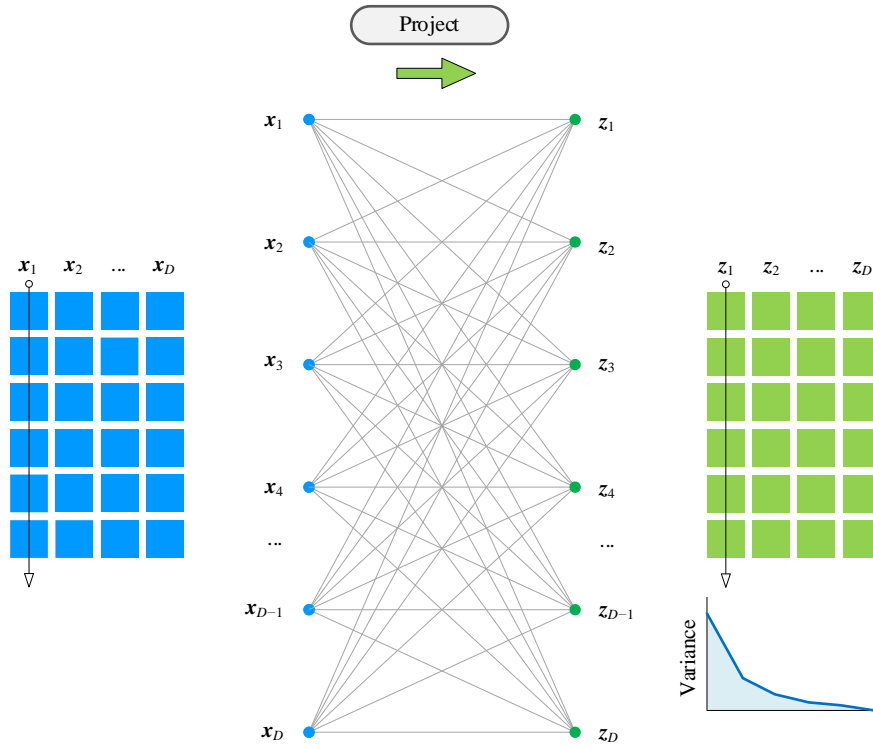 Project
x1 z1
x2 z2
x1 x2 ... xD
z1 z2 ... zD
x3 z3
x4 z4
... ...
xD−1 zD−1
Variance
xD zD